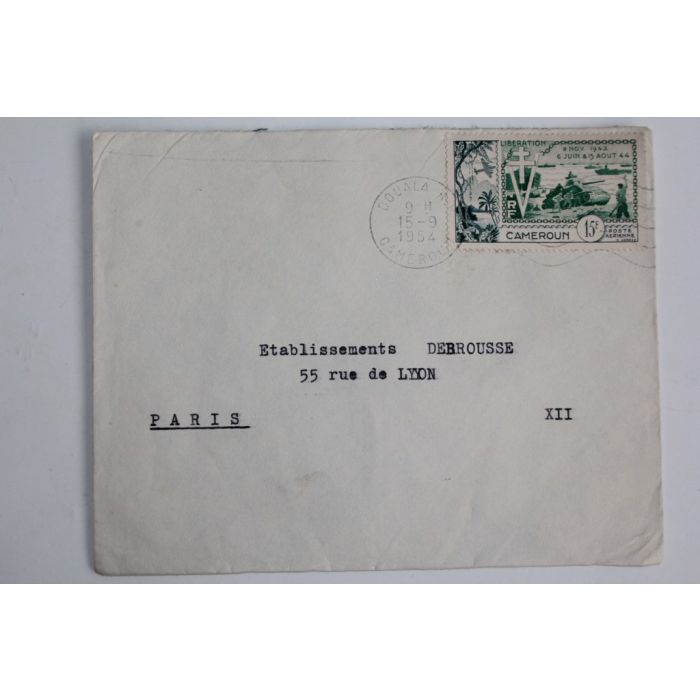 LIBERATION
8 NOV. 1942
6 JUIN & 15 AOUT 44
RF
CAMEROUN
15F
POSTE
AERIENNE
DOUALA
9 H
15-9
1954
CAMEROUN
Etablissements DEBROUSSE
55 rue de LYON
PARIS XII